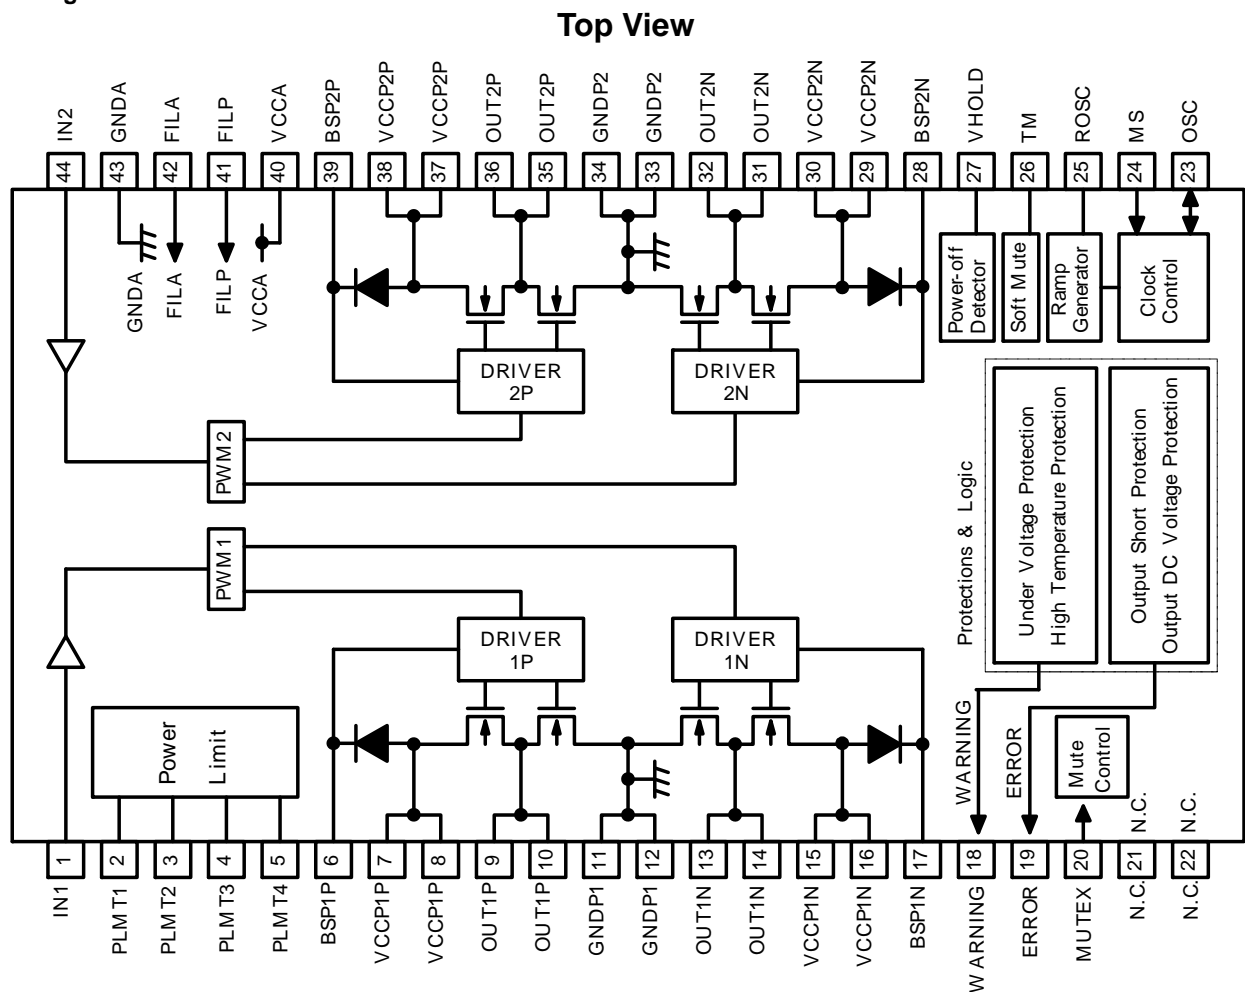 g
Top View
IN2
GNDA
FILA
FILP
VCCA
BSP2P
VCCP2P
VCCP2P
OUT2P
OUT2P
GNDP2
GNDP2
OUT2N
OUT2N
VCCP2N
VCCP2N
BSP2N
VHOLD
TM
ROSC
MS
OSC
44
43
42
41
40
39
38
37
36
35
34
33
32
31
30
29
28
27
26
25
24
23
GNDA
FILA
FILP
VCCA
Power-off
Detector
Soft Mute
Ramp
Generator
Clock
Control
DRIVER
2P
DRIVER
2N
PWM2
PWM1
DRIVER
1P
DRIVER
1N
Protections & Logic
Under Voltage Protection
High Temperature Protection
Output Short Protection
Output DC Voltage Protection
Power
Limit
WARNING
ERROR
Mute
Control
N.C.
N.C.
1
2
3
4
5
6
7
8
9
10
11
12
13
14
15
16
17
18
19
20
21
22
IN1
PLMT1
PLMT2
PLMT3
PLMT4
BSP1P
VCCP1P
VCCP1P
OUT1P
OUT1P
GNDP1
GNDP1
OUT1N
OUT1N
VCCP1N
VCCP1N
BSP1N
WARNING
ERROR
MUTEX
N.C.
N.C.